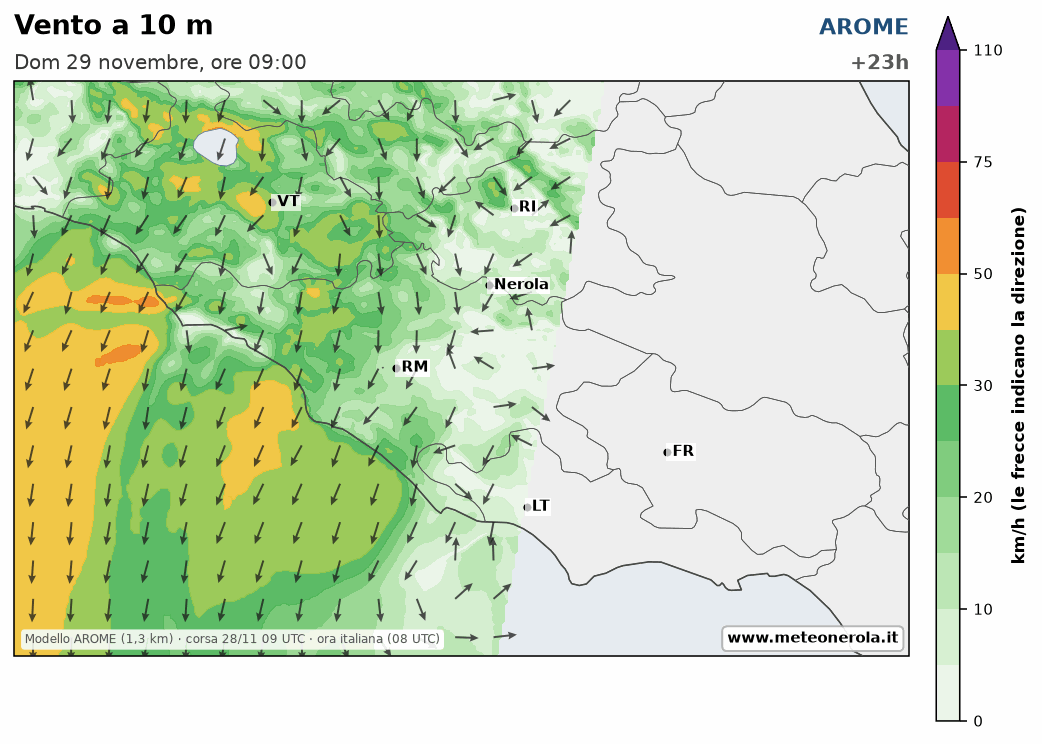 Vento a 10 m
AROME
Dom 29 novembre, ore 09:00
+23h
VT
RI
Nerola
RM
FR
LT
Modello AROME (1,3 km) · corsa 28/11 09 UTC · ora italiana (08 UTC)
www.meteonerola.it
110
75
50
30
20
10
0
km/h (le frecce indicano la direzione)